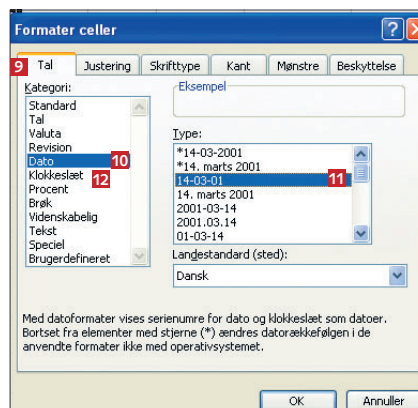 Formater celler
9 Tal Justering Skrifttype Kant Mønstre Beskyttelse
Kategori:
Standard
Tal
Valuta
Revision
Dato 10
Klokkeslæt 12
Procent
Brøk
Videnskabelig
Tekst
Speciel
Brugerdefineret
Eksempel
Type:
*14-03-2001
*14. marts 2001
14-03-01 11
14. marts 2001
2001-03-14
2001.03.14
01-03-14
Landestandard (sted):
Dansk
Med datoformater vises serienumre for dato og klokkeslæt som datoer.
Bortset fra elementer med stjerne (*) ændres datorækkefølgen i de
anvendte formater ikke med operativsystemet.
OK Annuller